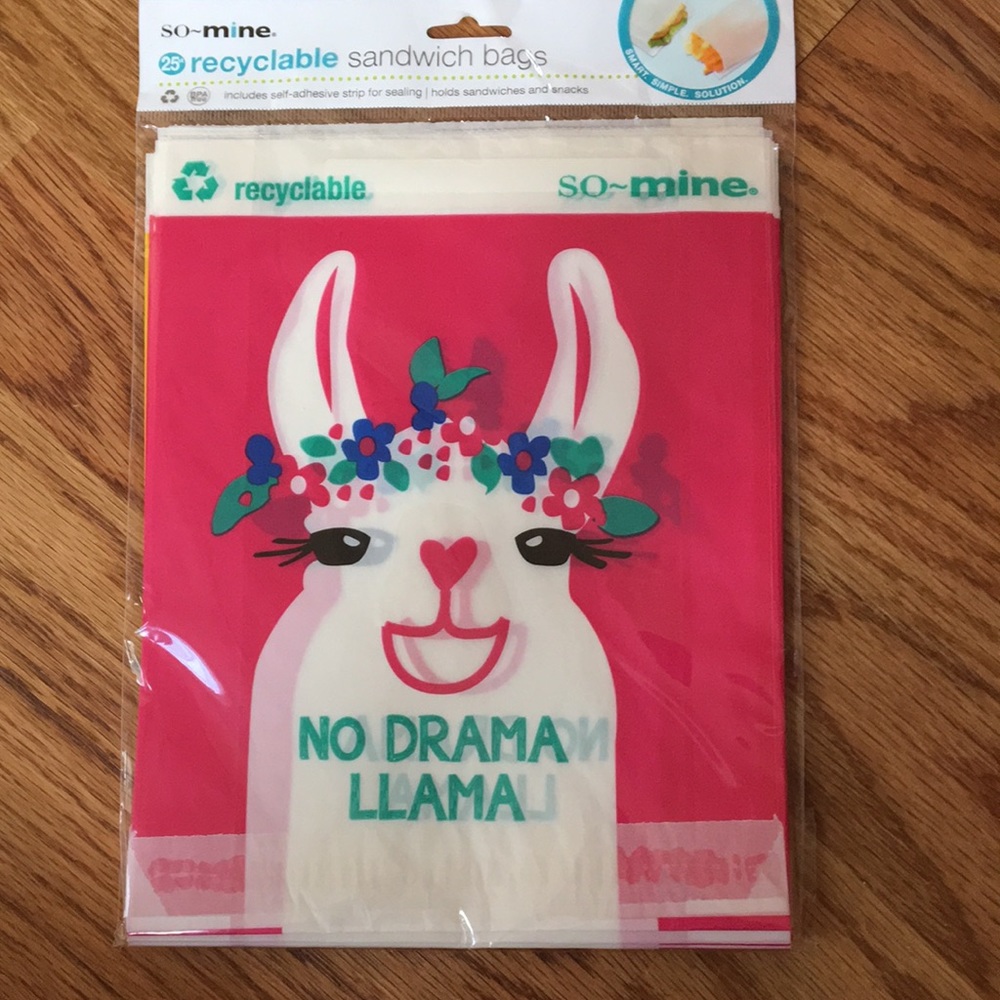 SO~mine®
25 recyclable sandwich bags
includes self-adhesive strip for sealing | holds sandwiches and snacks
SMART. SIMPLE. SOLUTION.
recyclable
SO~mine®
NO DRAMA
LLAMA